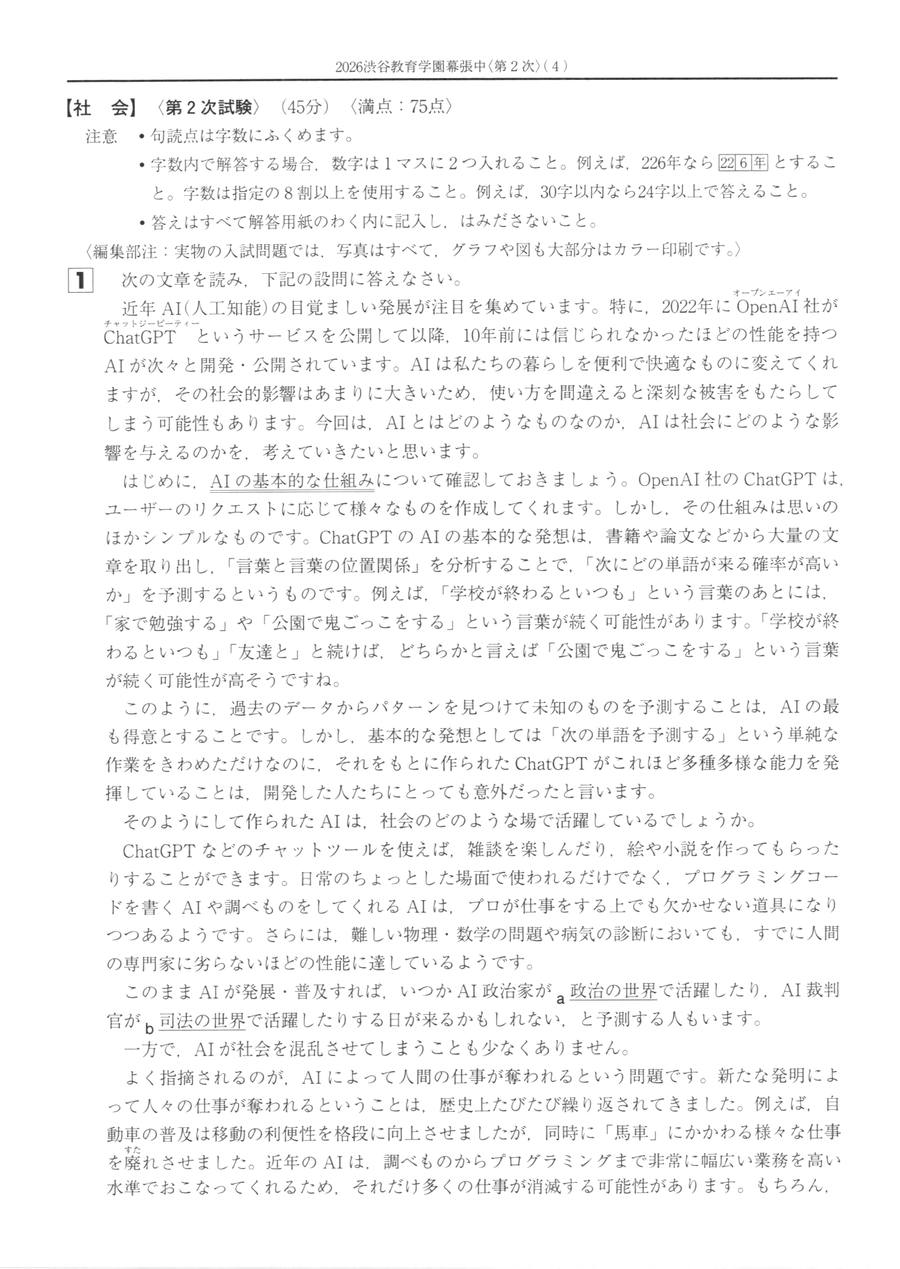 2026渋谷教育学園幕張中〈第2次〉(4)
【社　会】〈第2次試験〉（45分）〈満点：75点〉
注意　・句読点は字数にふくめます。
・字数内で解答する場合，数字は1マスに2つ入れること。例えば，226年なら22 6 年とするこ
と。字数は指定の8割以上を使用すること。例えば，30字以内なら24字以上で答えること。
・答えはすべて解答用紙のわく内に記入し，はみださないこと。
〈編集部注：実物の入試問題では，写真はすべて，グラフや図も大部分はカラー印刷です。〉
1　次の文章を読み，下記の設問に答えなさい。
オープンエーアイ
近年AI(人工知能)の目覚ましい発展が注目を集めています。特に，2022年にOpenAI社が
チャットジーピーティー
ChatGPTというサービスを公開して以降，10年前には信じられなかったほどの性能を持つ
AIが次々と開発・公開されています。AIは私たちの暮らしを便利で快適なものに変えてくれ
ますが，その社会的影響はあまりに大きいため，使い方を間違えると深刻な被害をもたらして
しまう可能性もあります。今回は，AIとはどのようなものなのか，AIは社会にどのような影
響を与えるのかを，考えていきたいと思います。
はじめに，AIの基本的な仕組みについて確認しておきましょう。OpenAI社のChatGPTは，
ユーザーのリクエストに応じて様々なものを作成してくれます。しかし，その仕組みは思いの
ほかシンプルなものです。ChatGPTのAIの基本的な発想は，書籍や論文などから大量の文
章を取り出し，「言葉と言葉の位置関係」を分析することで，「次にどの単語が来る確率が高い
か」を予測するというものです。例えば，「学校が終わるといつも」という言葉のあとには，
「家で勉強する」や「公園で鬼ごっこをする」という言葉が続く可能性があります。「学校が終
わるといつも」「友達と」と続けば，どちらかと言えば「公園で鬼ごっこをする」という言葉
が続く可能性が高そうですね。
このように，過去のデータからパターンを見つけて未知のものを予測することは，AIの最
も得意とすることです。しかし，基本的な発想としては「次の単語を予測する」という単純な
作業をきわめただけなのに，それをもとに作られたChatGPTがこれほど多種多様な能力を発
揮していることは，開発した人たちにとっても意外だったと言います。
そのようにして作られたAIは，社会のどのような場で活躍しているでしょうか。
ChatGPTなどのチャットツールを使えば，雑談を楽しんだり，絵や小説を作ってもらった
りすることができます。日常のちょっとした場面で使われるだけでなく，プログラミングコー
ドを書くAIや調べものをしてくれるAIは，プロが仕事をする上でも欠かせない道具になり
つつあるようです。さらには，難しい物理・数学の問題や病気の診断においても，すでに人間
の専門家に劣らないほどの性能に達しているようです。
このままAIが発展・普及すれば，いつかAI政治家がa政治の世界で活躍したり，AI裁判
官がb司法の世界で活躍したりする日が来るかもしれない，と予測する人もいます。
一方で，AIが社会を混乱させてしまうことも少なくありません。
よく指摘されるのが，AIによって人間の仕事が奪われるという問題です。新たな発明によ
って人々の仕事が奪われるということは，歴史上たびたび繰り返されてきました。例えば，自
動車の普及は移動の利便性を格段に向上させましたが，同時に「馬車」にかかわる様々な仕事
すた
を廃れさせました。近年のAIは，調べものからプログラミングまで非常に幅広い業務を高い
水準でおこなってくれるため，それだけ多くの仕事が消滅する可能性があります。もちろん，